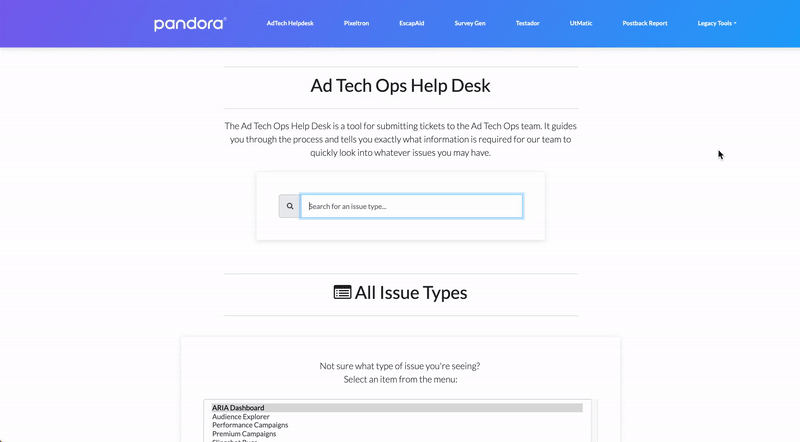 pandora®
AdTech Helpdesk Pixeltron EscapAid Survey Gen Testador UtMatic Postback Report Legacy Tools
Ad Tech Ops Help Desk
The Ad Tech Ops Help Desk is a tool for submitting tickets to the Ad Tech Ops team. It guides
you through the process and tells you exactly what information is required for our team to
quickly look into whatever issues you may have.
Search for an issue type...
All Issue Types
Not sure what type of issue you're seeing?
Select an item from the menu:
ARIA Dashboard
Audience Explorer
Performance Campaigns
Premium Campaigns